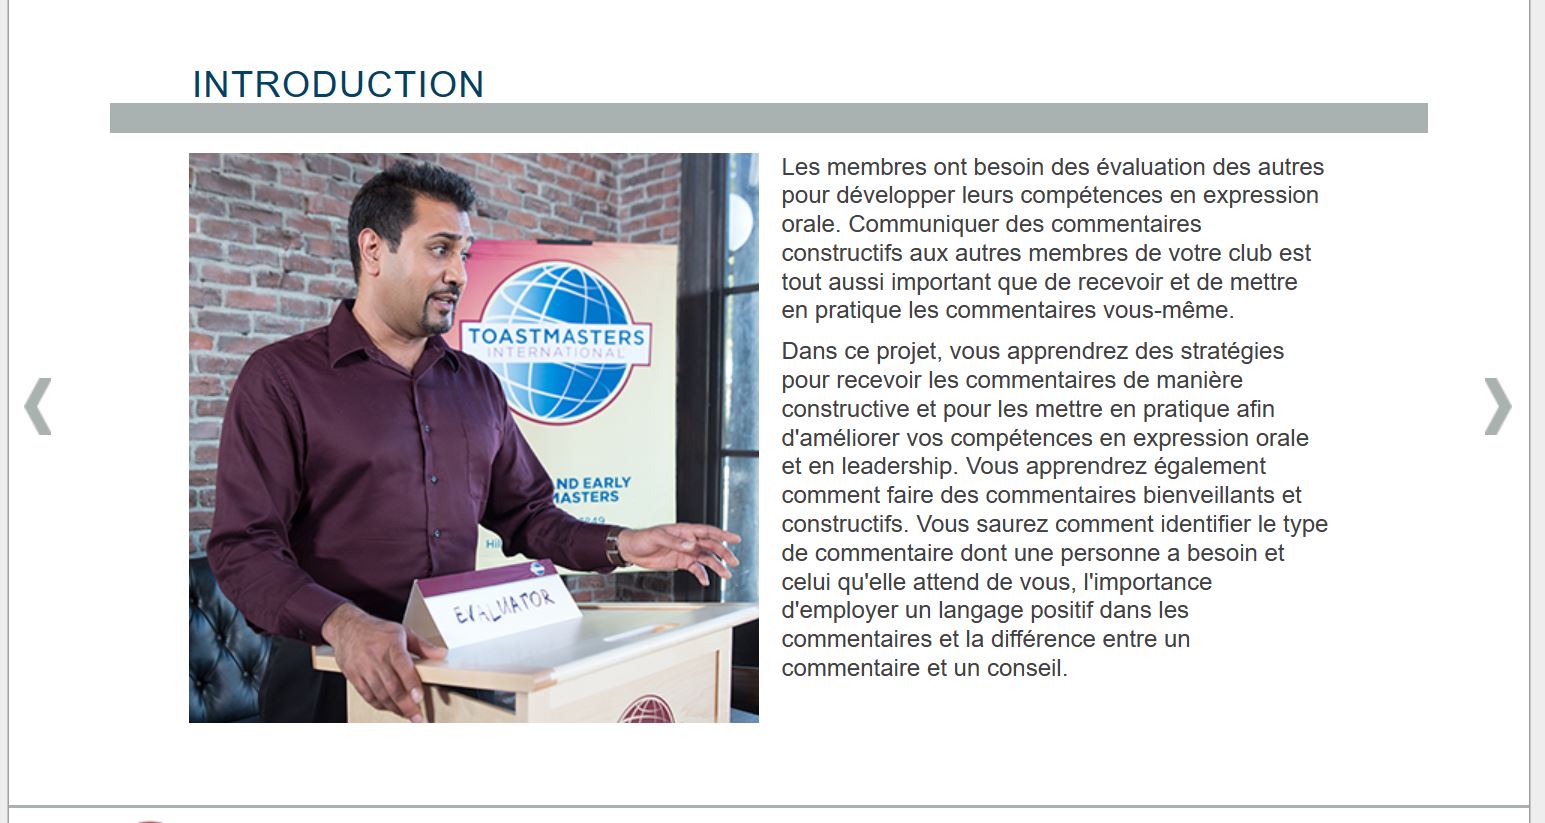 INTRODUCTION
Les membres ont besoin des évaluation des autres
pour développer leurs compétences en expression
orale. Communiquer des commentaires
constructifs aux autres membres de votre club est
tout aussi important que de recevoir et de mettre
en pratique les commentaires vous-même.
Dans ce projet, vous apprendrez des stratégies
pour recevoir les commentaires de manière
constructive et pour les mettre en pratique afin
d'améliorer vos compétences en expression orale
et en leadership. Vous apprendrez également
comment faire des commentaires bienveillants et
constructifs. Vous saurez comment identifier le type
de commentaire dont une personne a besoin et
celui qu'elle attend de vous, l'importance
d'employer un langage positif dans les
commentaires et la différence entre un
commentaire et un conseil.
TOASTMASTERS
INTERNATIONAL
ND EARLY
MASTERS
EVALUATOR